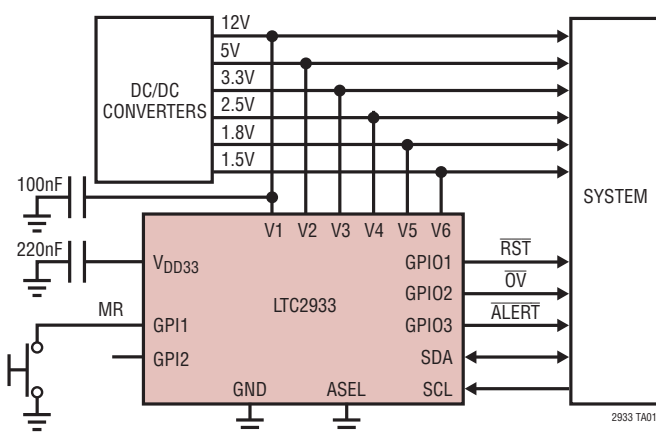 12V
5V
3.3V
2.5V
1.8V
1.5V
DC/DC
CONVERTERS
SYSTEM
100nF
220nF
V1 V2 V3 V4 V5 V6
VDD33
GPIO1
RST
GPIO2
OV
GPIO3
ALERT
LTC2933
MR
GPI1
GPI2
SDA
SCL
GND
ASEL
2933 TA01